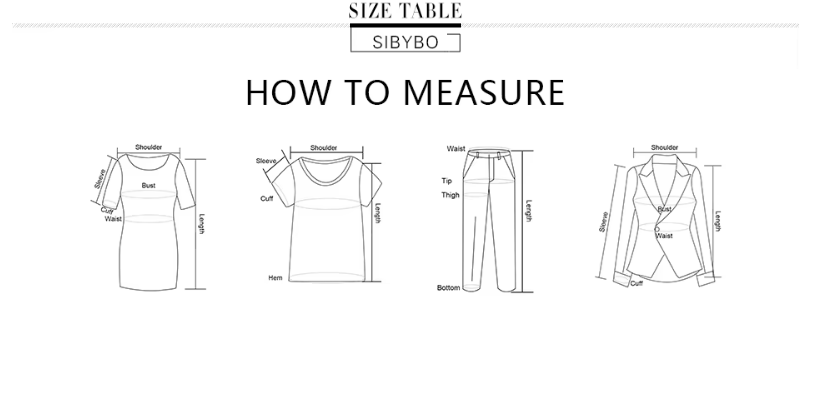 SIZE TABLE
SIBYBO
HOW TO MEASURE
Shoulder
Sleeve
Bust
Cuff
Waist
Length
Shoulder
Sleeve
Cuff
Length
Hem
Waist
Tip
Thigh
Length
Bottom
Shoulder
Sleeve
Bust
Waist
Length
Cuff